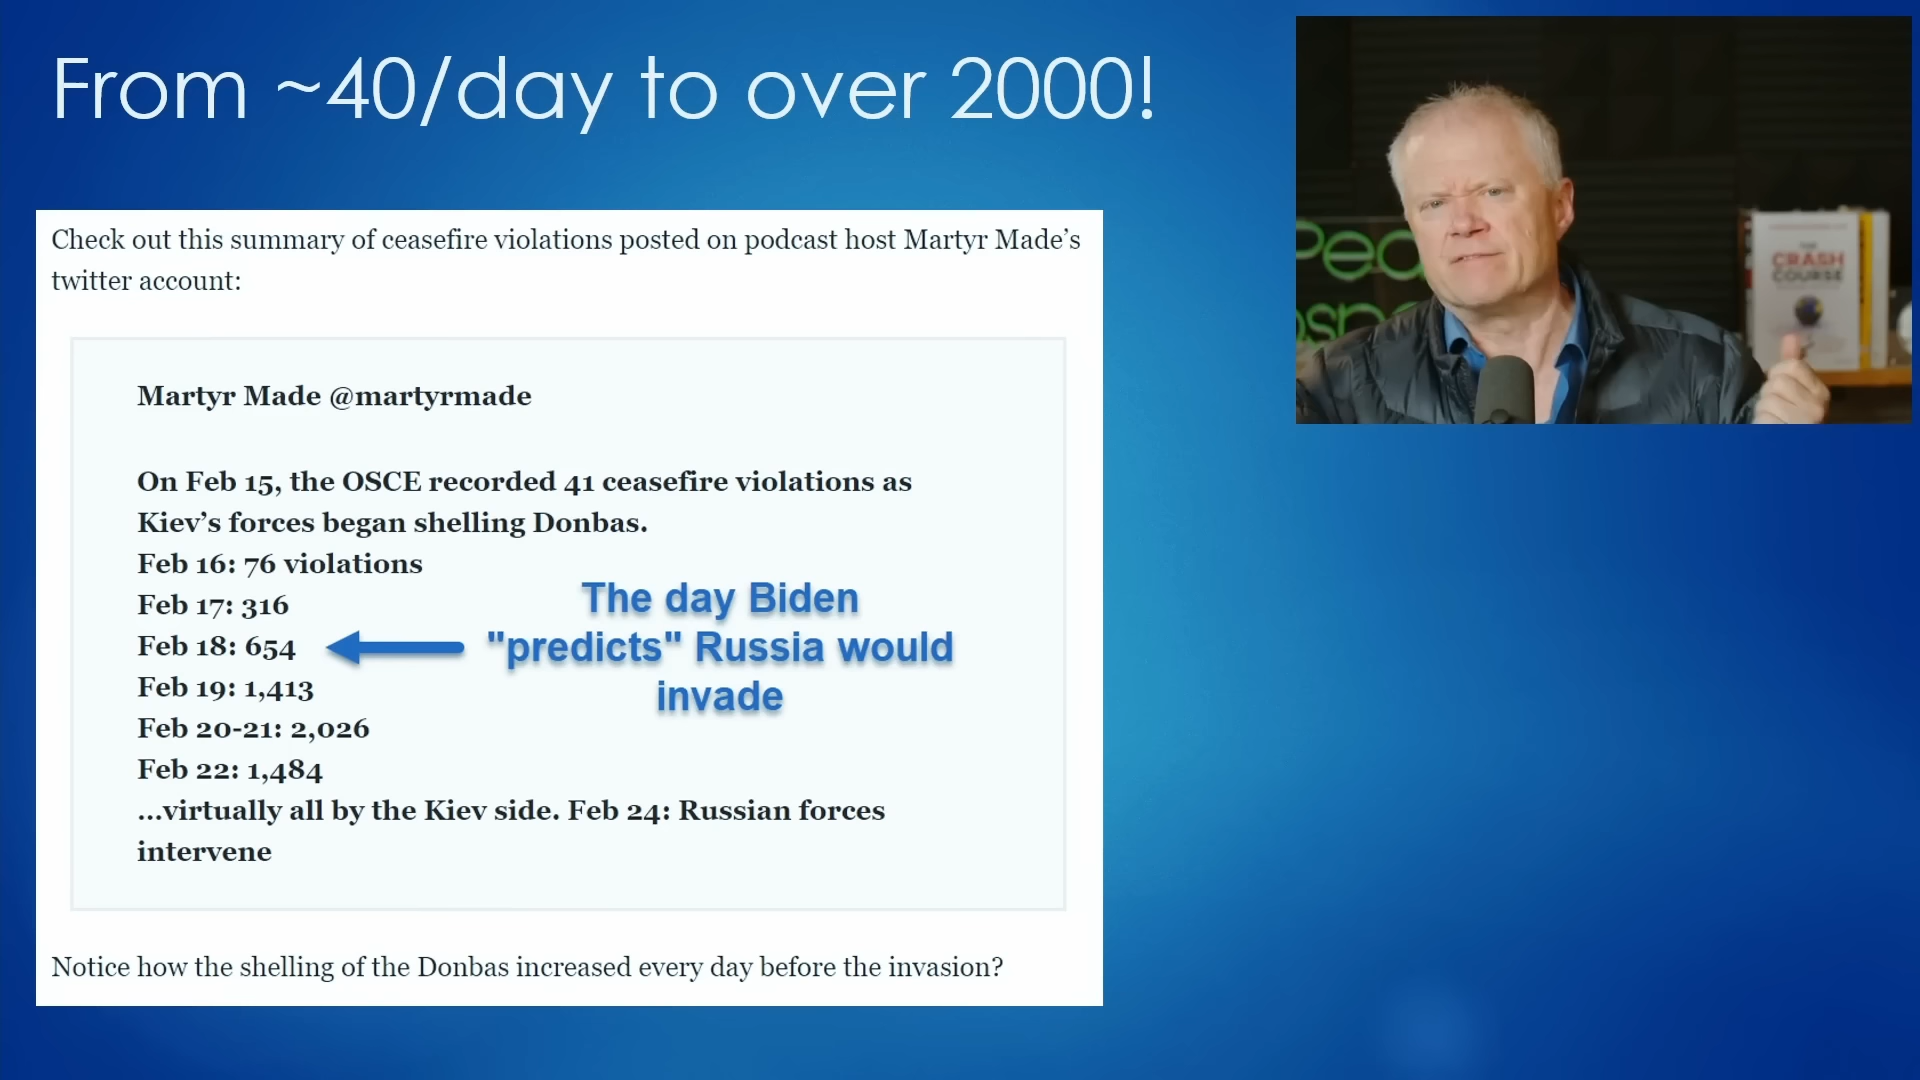 From ~40/day to over 2000!
Check out this summary of ceasefire violations posted on podcast host Martyr Made’s
twitter account:
Martyr Made @martyrmade
On Feb 15, the OSCE recorded 41 ceasefire violations as
Kiev’s forces began shelling Donbas.
Feb 16: 76 violations
Feb 17: 316
Feb 18: 654
Feb 19: 1,413
Feb 20-21: 2,026
Feb 22: 1,484
...virtually all by the Kiev side. Feb 24: Russian forces
intervene
The day Biden
"predicts" Russia would
invade
Notice how the shelling of the Donbas increased every day before the invasion?
Pea
osp
CRASH
COURSE